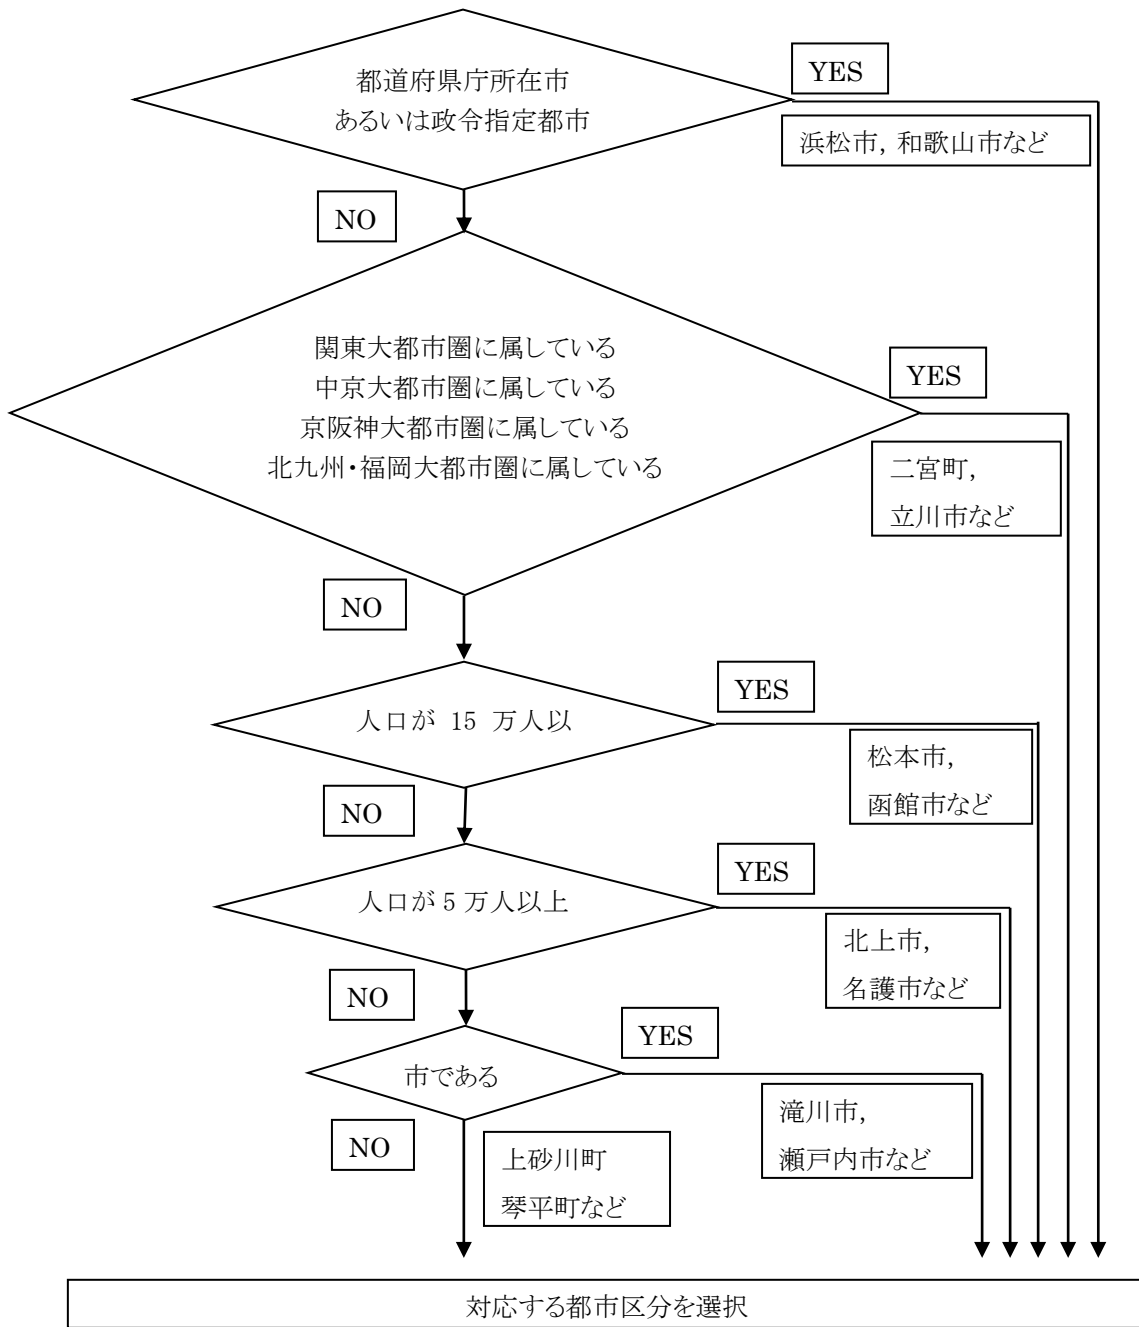 都道府県庁所在市
あるいは政令指定都市
YES
浜松市, 和歌山市など
NO
関東大都市圏に属している
中京大都市圏に属している
京阪神大都市圏に属している
北九州・福岡大都市圏に属している
YES
二宮町,
立川市など
NO
人口が 15 万人以
YES
松本市,
函館市など
NO
人口が 5 万人以上
YES
北上市,
名護市など
NO
市である
YES
滝川市,
瀬戸内市など
NO
上砂川町
琴平町など
対応する都市区分を選択